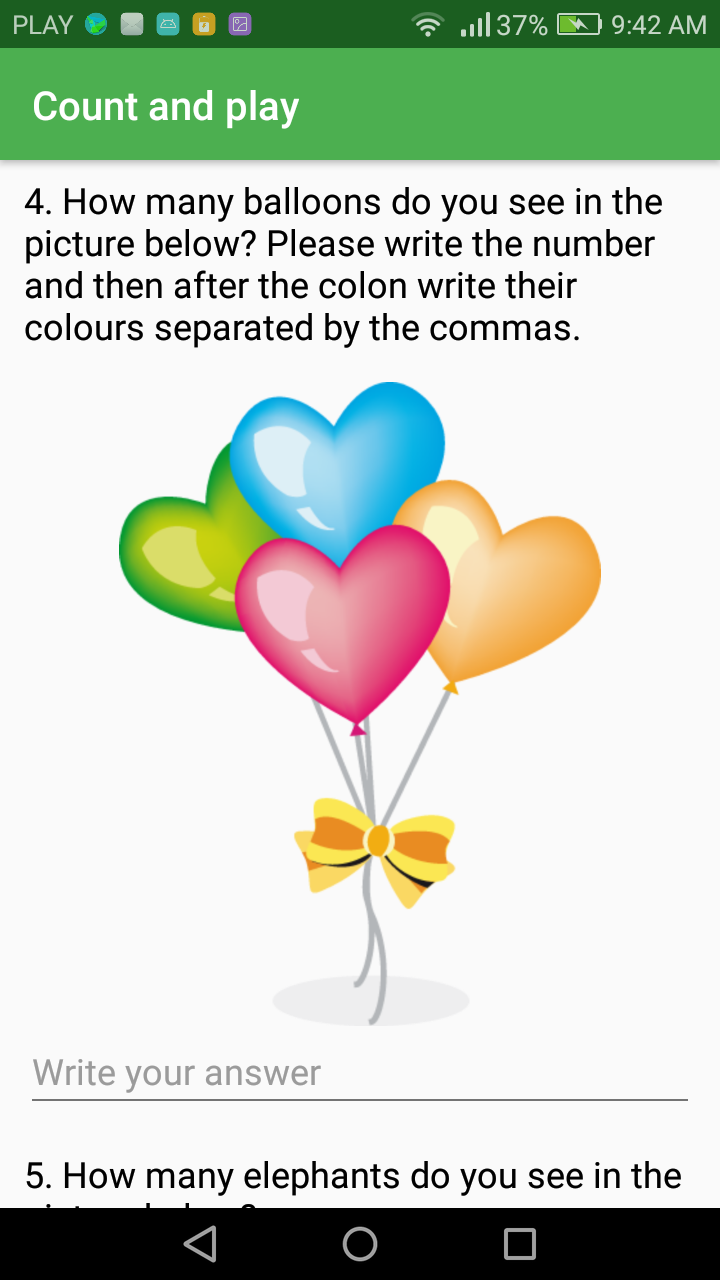 PLAY 37% 9:42 AM
Count and play
4. How many balloons do you see in the
picture below? Please write the number
and then after the colon write their
colours separated by the commas.
Write your answer
5. How many elephants do you see in the